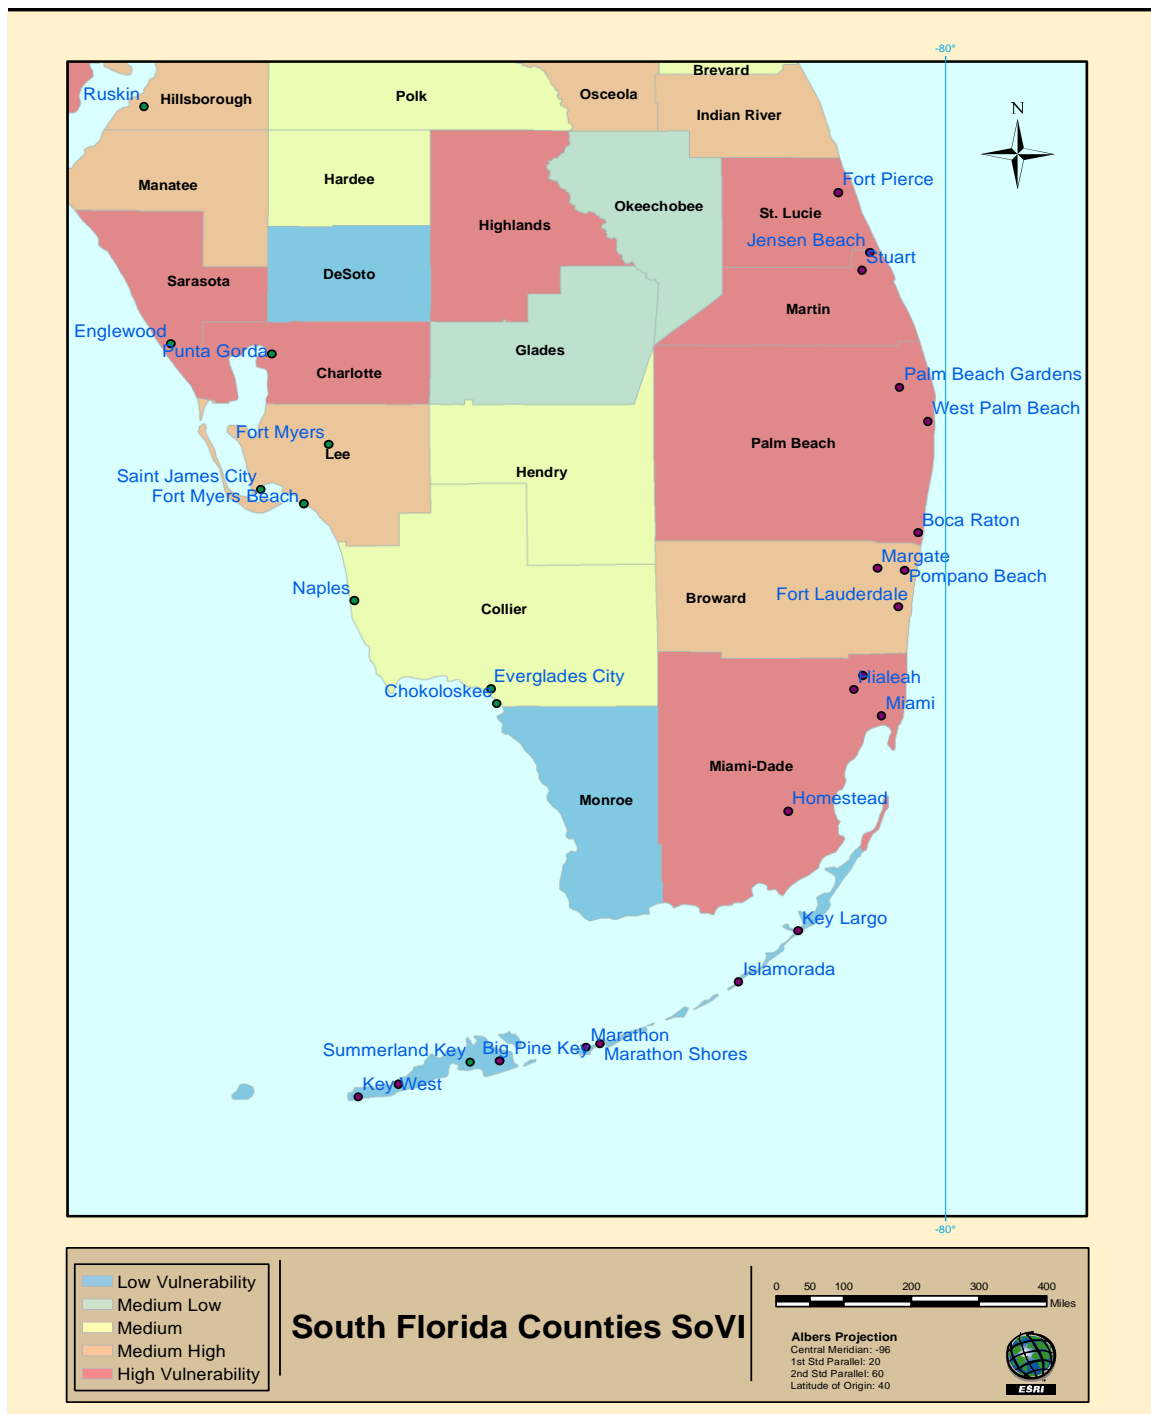 -80°
Brevard
Ruskin
Hillsborough
Polk
Osceola
Indian River
N
Manatee
Hardee
Fort Pierce
Okeechobee
St. Lucie
Highlands
Jensen Beach
Stuart
Sarasota
DeSoto
Martin
Englewood
Punta Gorda
Glades
Charlotte
Palm Beach Gardens
West Palm Beach
Fort Myers
Lee
Palm Beach
Hendry
Saint James City
Fort Myers Beach
Boca Raton
Margate
Pompano Beach
Naples
Fort Lauderdale
Broward
Collier
Everglades City
Chokoloskee
Hialeah
Miami
Miami-Dade
Monroe
Homestead
Key Largo
Islamorada
Marathon
Summerland Key
Big Pine Key
Marathon Shores
Key West
-80°
Low Vulnerability
Medium Low
Medium
Medium High
High Vulnerability
South Florida Counties SoVI
0 50 100 200 300 400
Miles
Albers Projection
Central Meridian: -96
1st Std Parallel: 20
2nd Std Parallel: 60
Latitude of Origin: 40
ESRI